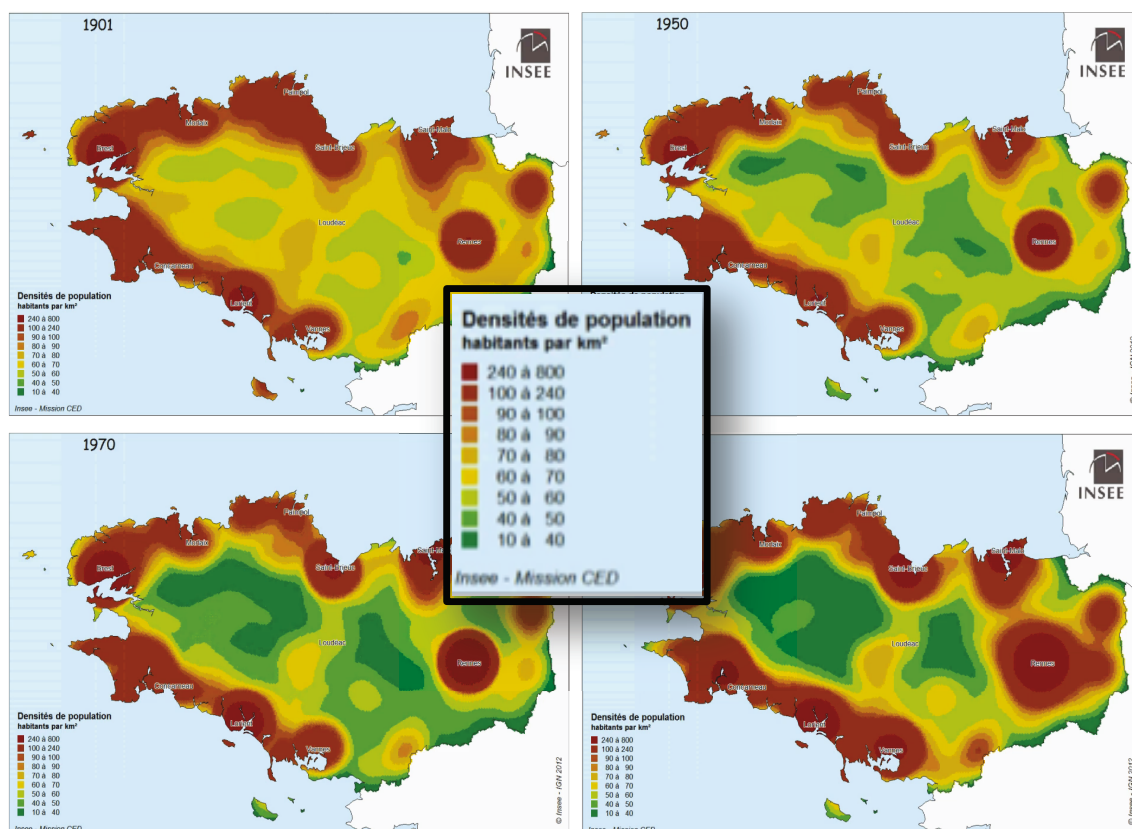 1901
Paimpol
Morlaix
Saint-Malo
Brest
Saint-Brieuc
Loudéac
Rennes
Concarneau
Lorient
Vannes
Densités de population
habitants par km²
240 à 800
100 à 240
90 à 100
80 à 90
70 à 80
60 à 70
50 à 60
40 à 50
10 à 40
Insee - Mission CED
1950
INSEE
Paimpol
Morlaix
Saint-Malo
Brest
Saint-Brieuc
Loudéac
Rennes
Concarneau
Lorient
Vannes
INSEE
Densités de population
habitants par km²
240 à 800
100 à 240
90 à 100
80 à 90
70 à 80
60 à 70
50 à 60
40 à 50
10 à 40
Insee - Mission CED
1970
Paimpol
Morlaix
Saint-Malo
Brest
Saint-Brieuc
Loudéac
Rennes
Concarneau
Lorient
Vannes
Densités de population
habitants par km²
240 à 800
100 à 240
90 à 100
80 à 90
70 à 80
60 à 70
50 à 60
40 à 50
10 à 40
Insee - Mission CED
© Insee - IGN 2012
INSEE
Paimpol
Morlaix
Saint-Malo
Saint-Brieuc
Loudéac
Rennes
Concarneau
Lorient
Vannes
Densités de population
habitants par km²
240 à 800
100 à 240
90 à 100
80 à 90
70 à 80
60 à 70
50 à 60
40 à 50
10 à 40
Insee - Mission CED
© Insee - IGN 2012